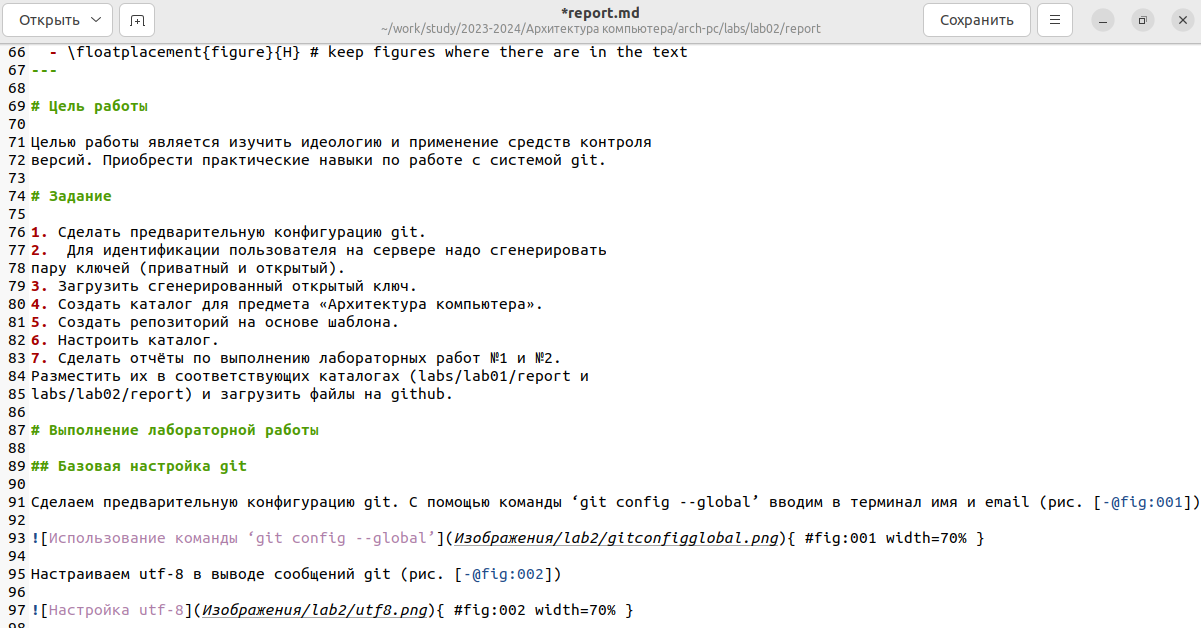 Открыть
*report.md
~/work/study/2023-2024/Архитектура компьютера/arch-pc/labs/lab02/report
Сохранить
66   - \floatplacement{figure}{H} # keep figures where there are in the text
67 ---
68
69 # Цель работы
70
71 Целью работы является изучить идеологию и применение средств контроля
72 версий. Приобрести практические навыки по работе с системой git.
73
74 # Задание
75
76 1. Сделать предварительную конфигурацию git.
77 2.  Для идентификации пользователя на сервере надо сгенерировать
78 пару ключей (приватный и открытый).
79 3. Загрузить сгенерированный открытый ключ.
80 4. Создать каталог для предмета «Архитектура компьютера».
81 5. Создать репозиторий на основе шаблона.
82 6. Настроить каталог.
83 7. Сделать отчёты по выполнению лабораторных работ №1 и №2.
84 Разместить их в соответствующих каталогах (labs/lab01/report и
85 labs/lab02/report) и загрузить файлы на github.
86
87 # Выполнение лабораторной работы
88
89 ## Базовая настройка git
90
91 Сделаем предварительную конфигурацию git. С помощью команды ‘git config --global’ вводим в терминал имя и email (рис. [-@fig:001])
92
93 ![Использование команды ‘git config --global’](Изображения/lab2/gitconfigglobal.png){ #fig:001 width=70% }
94
95 Настраиваем utf-8 в выводе сообщений git (рис. [-@fig:002])
96
97 ![Настройка utf-8](Изображения/lab2/utf8.png){ #fig:002 width=70% }
98